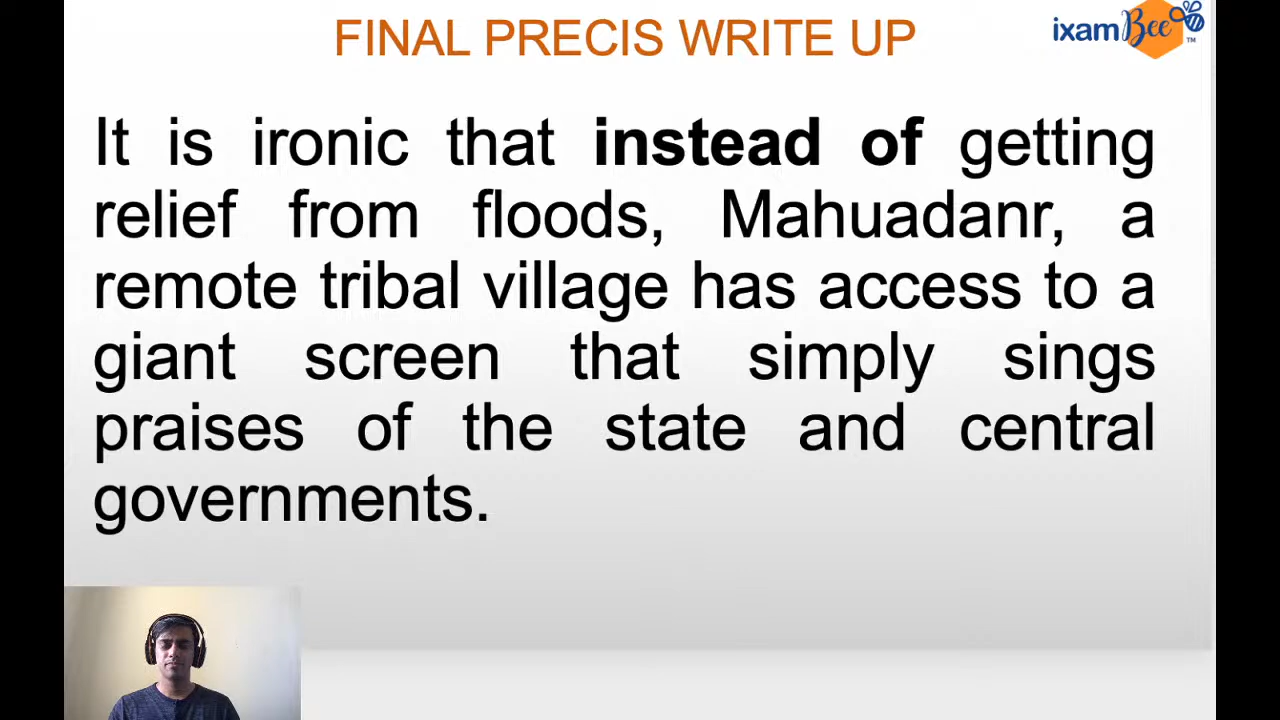 FINAL PRECIS WRITE UP
ixamBee™
It is ironic that instead of getting
relief from floods, Mahuadanr, a
remote tribal village has access to a
giant screen that simply sings
praises of the state and central
governments.